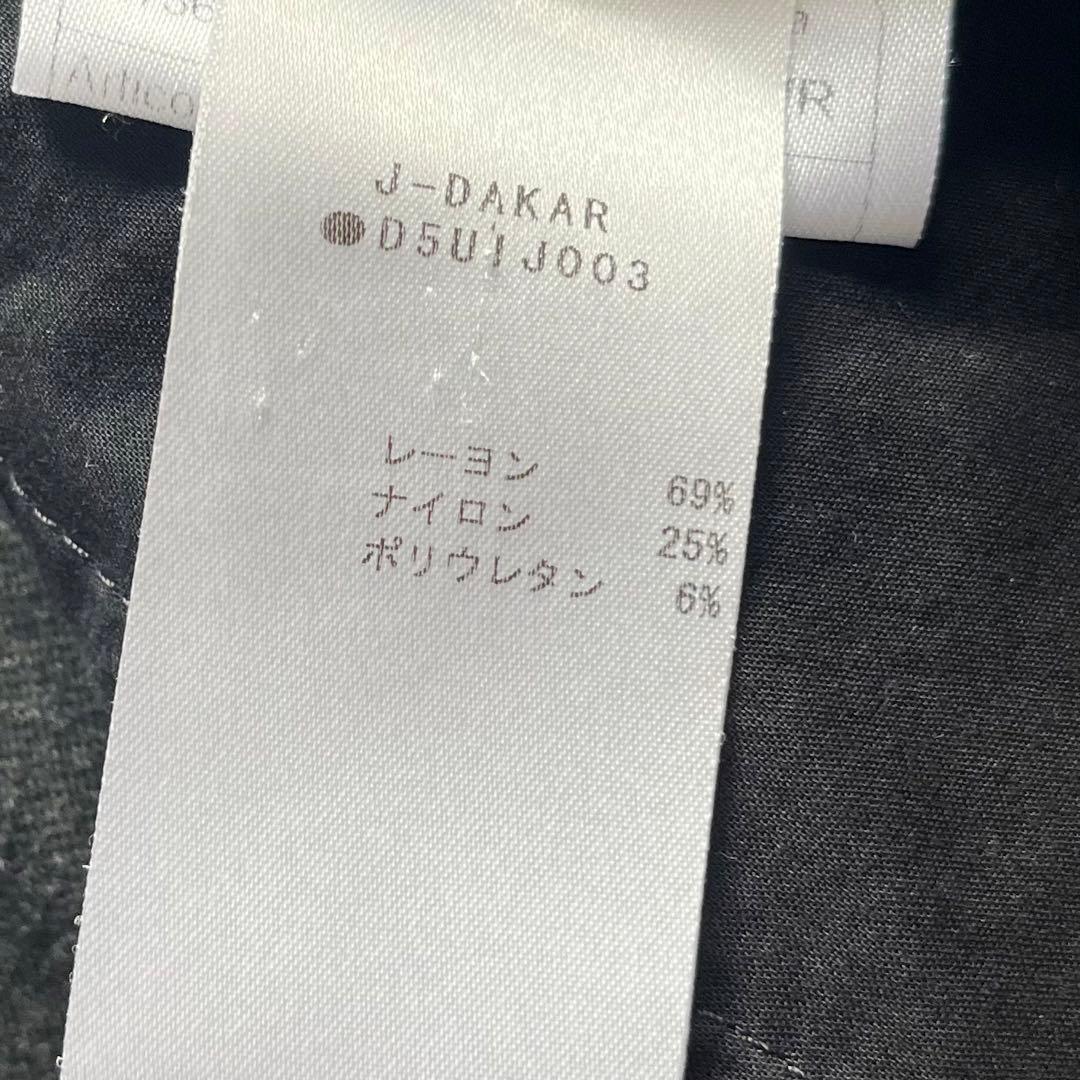 Artico
J-DAKAR
D5UIJ003
レーヨン 69%
ナイロン 25%
ポリウレタン 6%